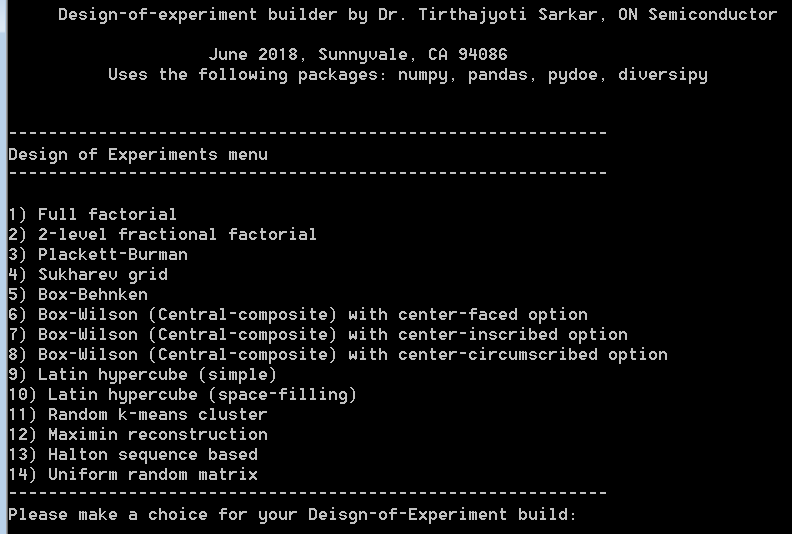 Design-of-experiment builder by Dr. Tirthajyoti Sarkar, ON Semiconductor
June 2018, Sunnyvale, CA 94086
Uses the following packages: numpy, pandas, pydoe, diversipy
------------------------------------------------------------
Design of Experiments menu
------------------------------------------------------------
1) Full factorial
2) 2-level fractional factorial
3) Plackett-Burman
4) Sukharev grid
5) Box-Behnken
6) Box-Wilson (Central-composite) with center-faced option
7) Box-Wilson (Central-composite) with center-inscribed option
8) Box-Wilson (Central-composite) with center-circumscribed option
9) Latin hypercube (simple)
10) Latin hypercube (space-filling)
11) Random k-means cluster
12) Maximin reconstruction
13) Halton sequence based
14) Uniform random matrix
------------------------------------------------------------
Please make a choice for your Deisgn-of-Experiment build: